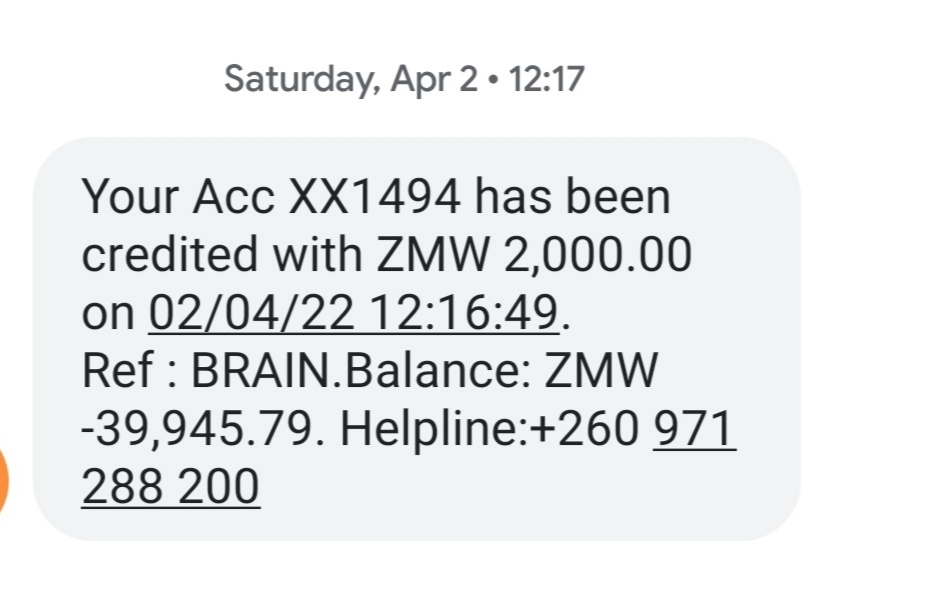 Saturday, Apr 2 • 12:17
Your Acc XX1494 has been
credited with ZMW 2,000.00
on 02/04/22 12:16:49.
Ref : BRAIN.Balance: ZMW
-39,945.79. Helpline:+260 971
288 200